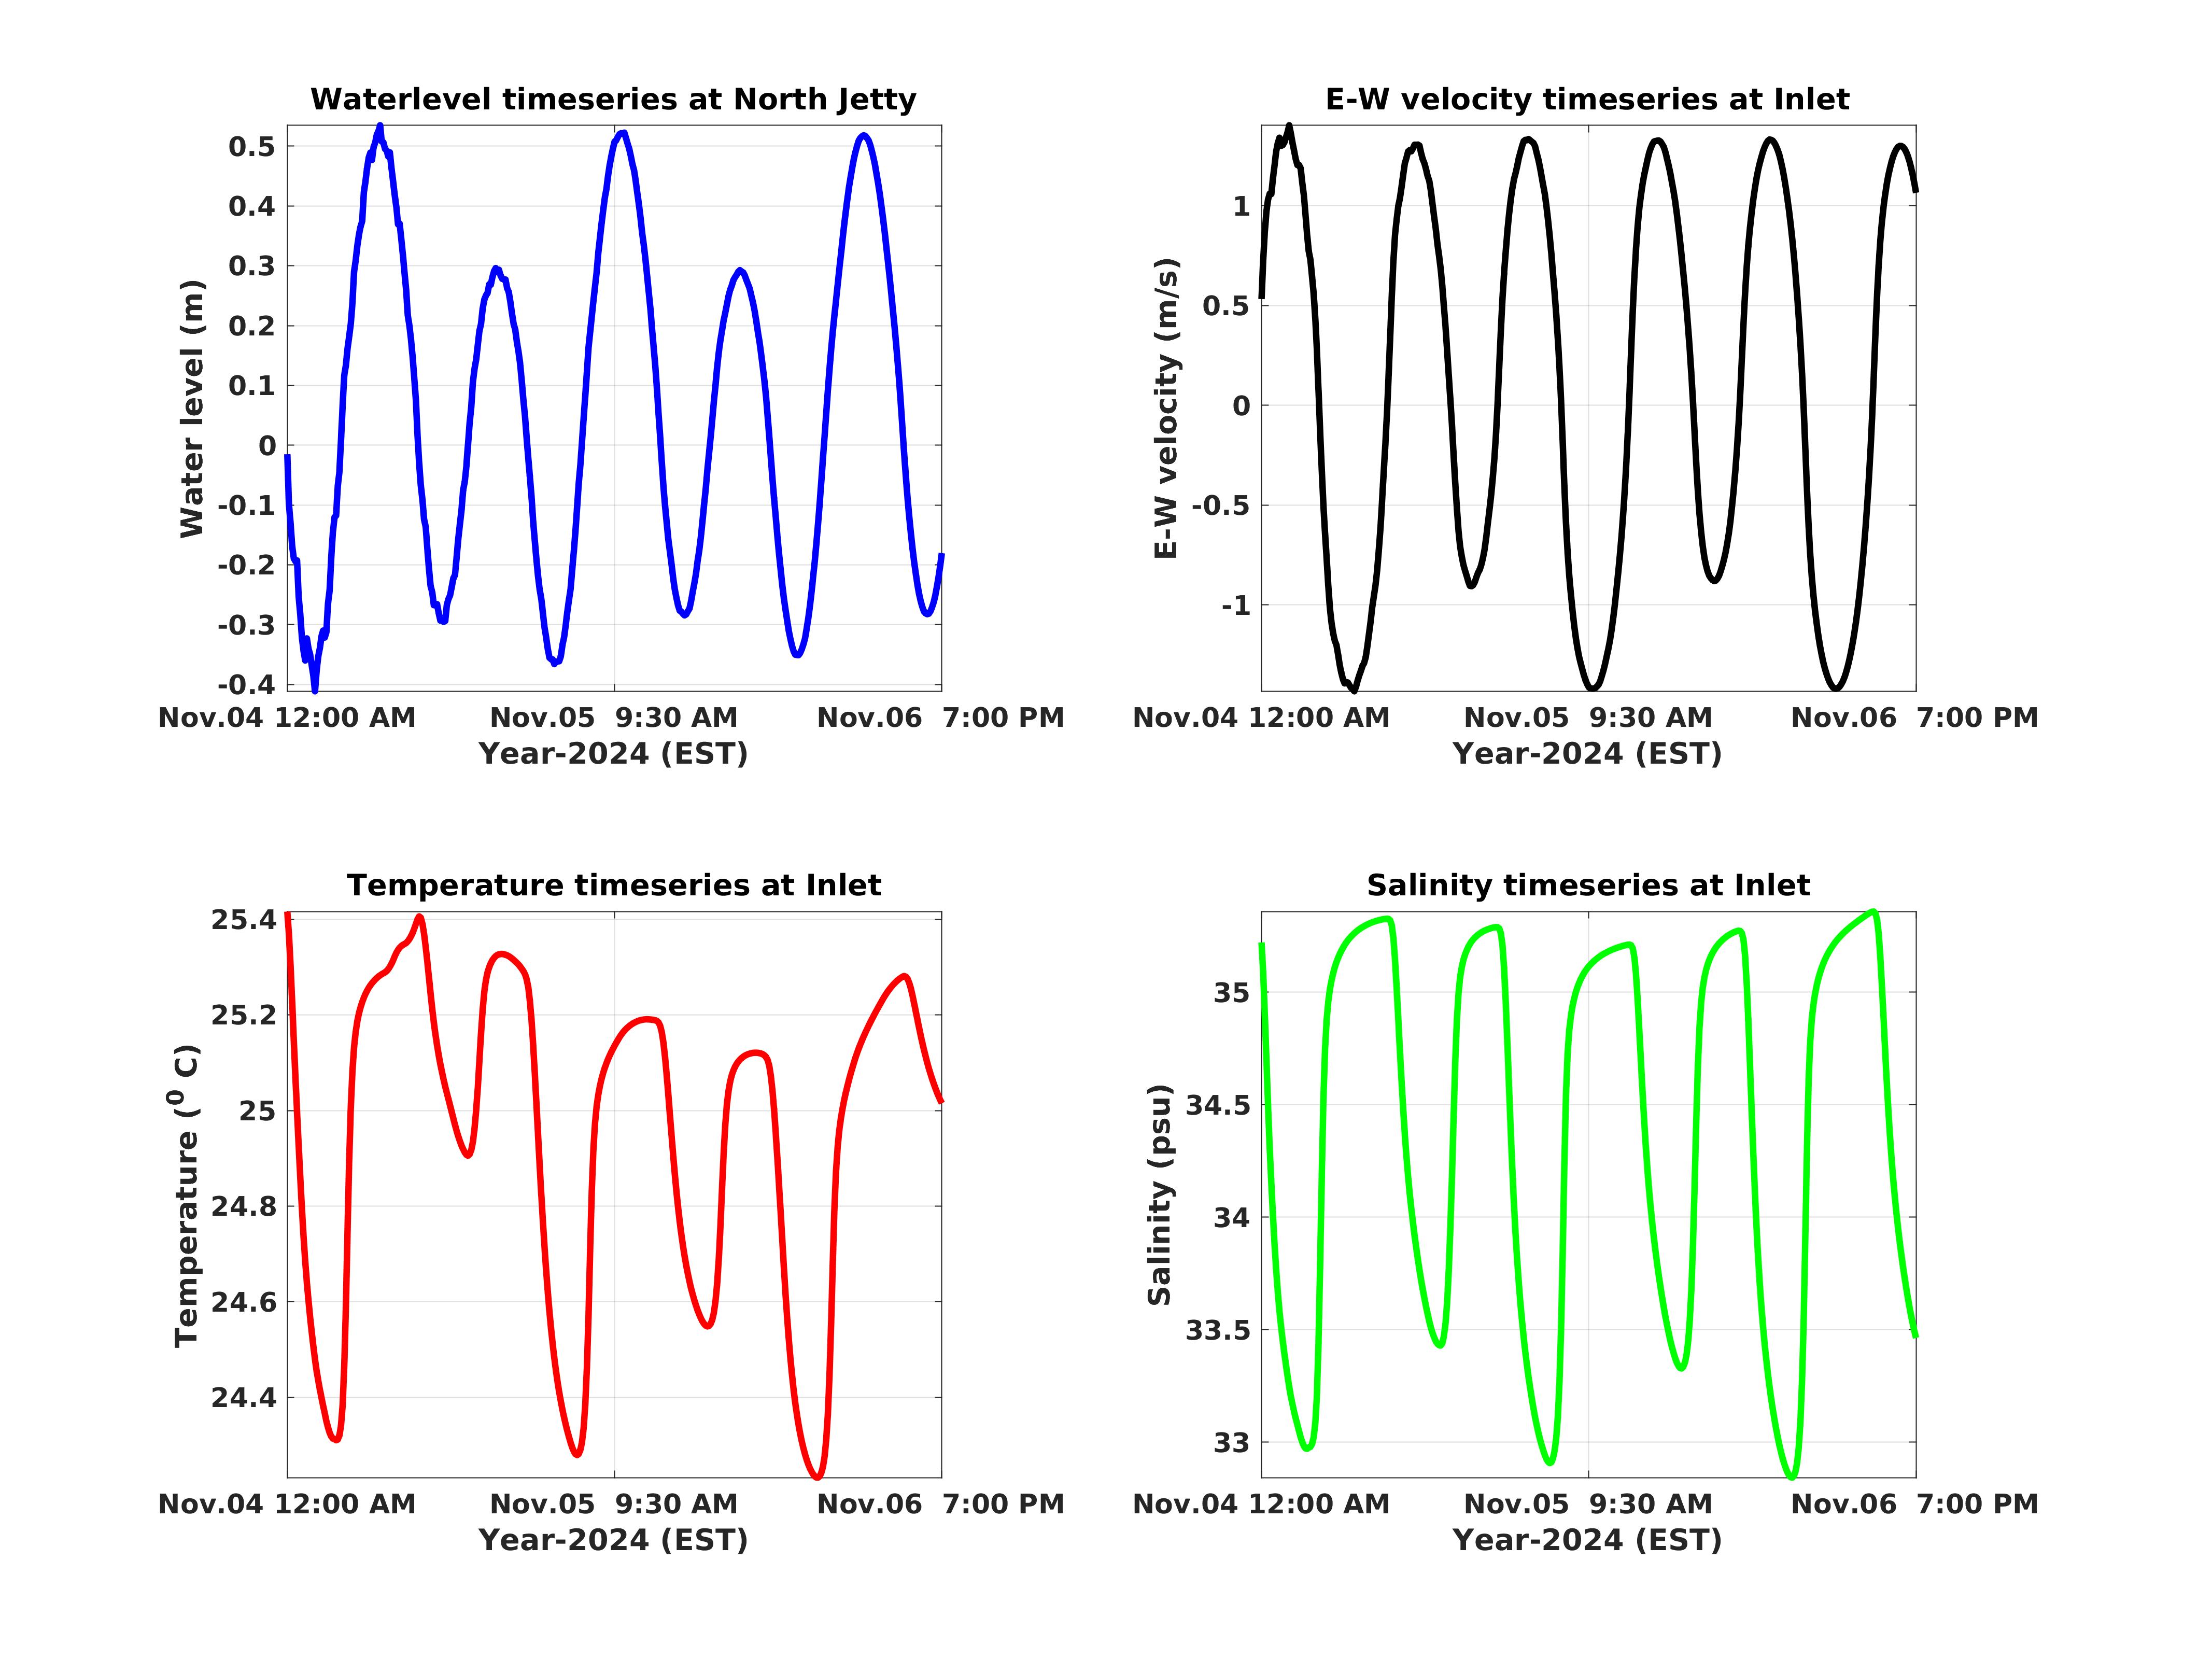 Waterlevel timeseries at North Jetty
0.5
0.4
0.3
0.2
0.1
0
-0.1
-0.2
-0.3
-0.4
Water level (m)
Nov.04 12:00 AM Nov.05 9:30 AM Nov.06 7:00 PM
Year-2024 (EST)
E-W velocity timeseries at Inlet
1
0.5
0
-0.5
-1
E-W velocity (m/s)
Nov.04 12:00 AM Nov.05 9:30 AM Nov.06 7:00 PM
Year-2024 (EST)
Temperature timeseries at Inlet
25.4
25.2
25
24.8
24.6
24.4
Temperature (⁰ C)
Nov.04 12:00 AM Nov.05 9:30 AM Nov.06 7:00 PM
Year-2024 (EST)
Salinity timeseries at Inlet
35
34.5
34
33.5
33
Salinity (psu)
Nov.04 12:00 AM Nov.05 9:30 AM Nov.06 7:00 PM
Year-2024 (EST)